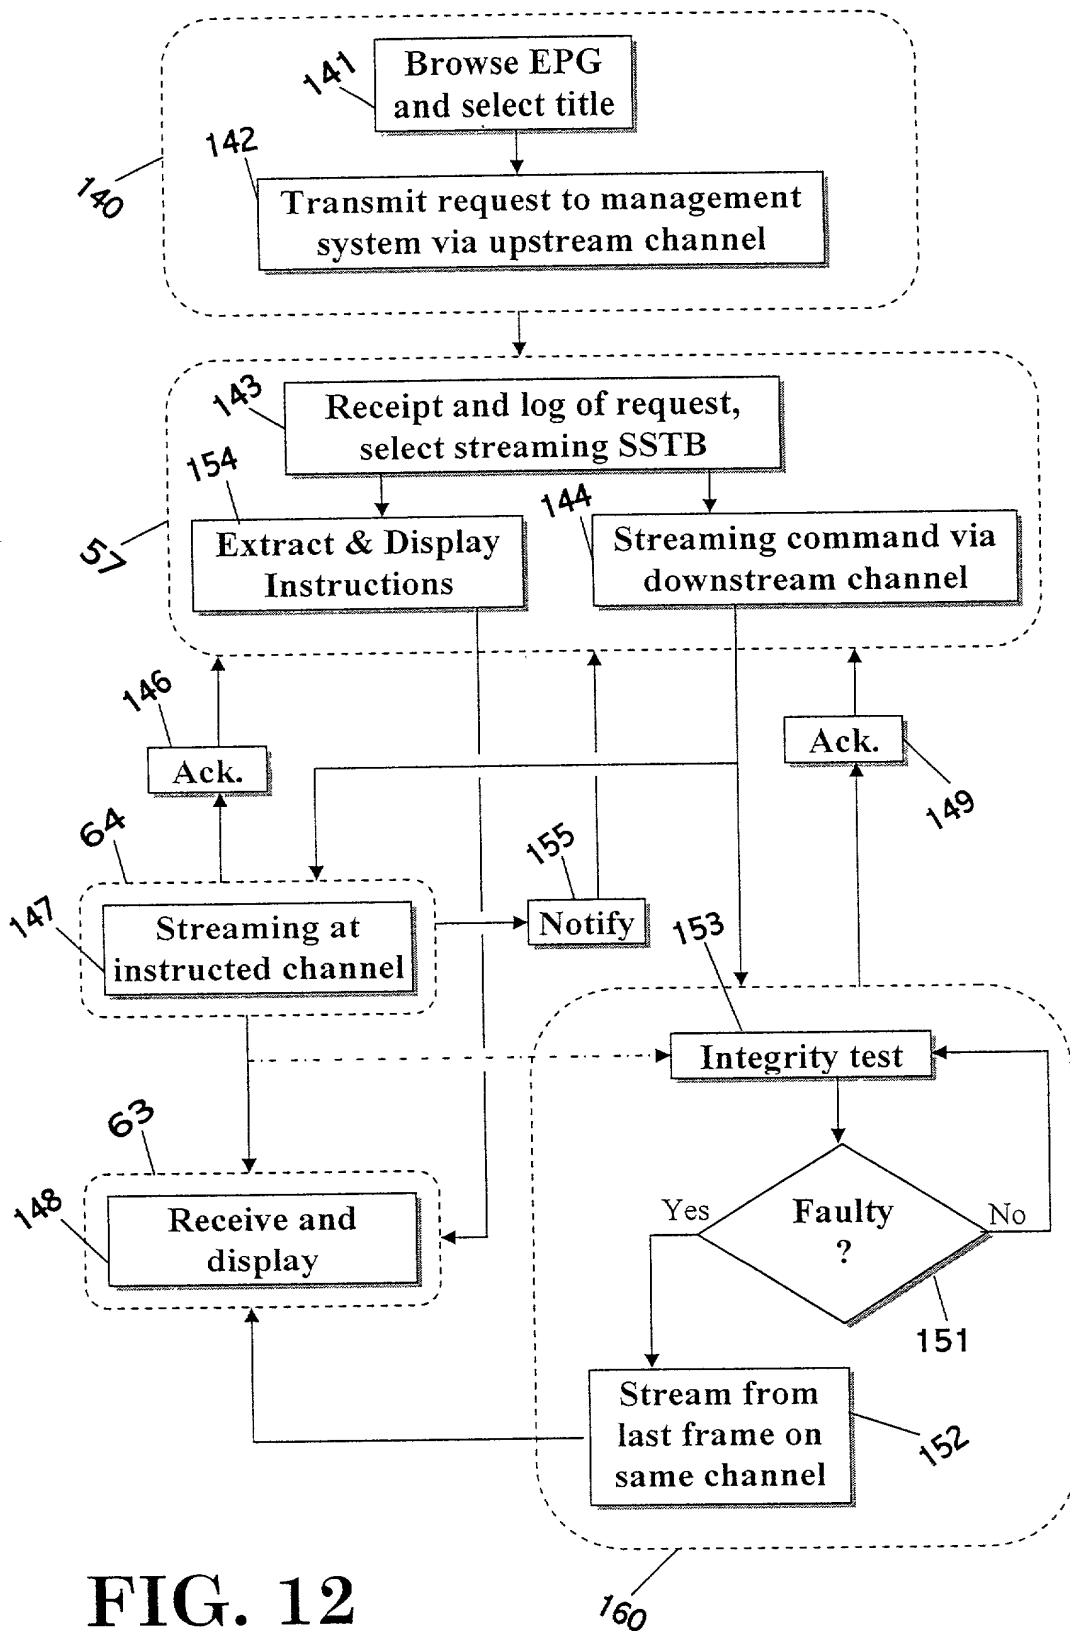 141
Browse EPG
and select title
142
140
Transmit request to management
system via upstream channel
143
Receipt and log of request,
select streaming SSTB
154
144
57
Extract & Display
Instructions
Streaming command via
downstream channel
146
Ack.
Ack.
149
64
155
147
Streaming at
instructed channel
Notify
153
Integrity test
63
148
Receive and
display
Yes
Faulty
?
No
151
Stream from
last frame on
same channel
152
FIG. 12
160